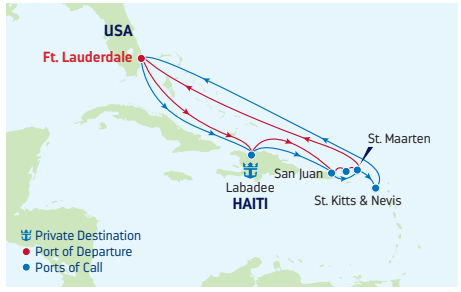 USA
Ft. Lauderdale
St. Maarten
San Juan
Labadee
HAITI
St. Kitts & Nevis
Private Destination
Port of Departure
Ports of Call